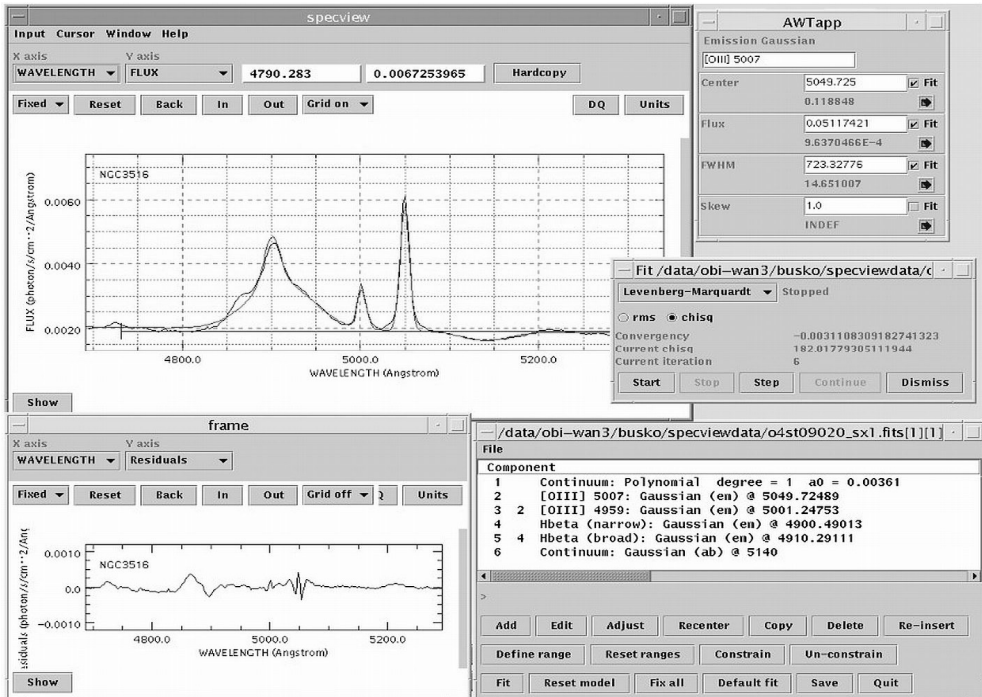 specview
Input Cursor Window Help
X axis Y axis
WAVELENGTH FLUX 4790.283 0.0067253965 Hardcopy
Fixed Reset Back In Out Grid on DQ Units
NGC3516
FLUX (photon/s/cm**2/Angstrom)
0.0060
0.0040
0.0020
4800.0 5000.0 5200.0
WAVELENGTH (Angstrom)
Show
AWTapp
Emission Gaussian
[OIII] 5007
Center 5049.725 Fit
0.118848
Flux 0.05117421 Fit
9.6370466E-4
FWHM 723.32776 Fit
14.651007
Skew 1.0 Fit
INDEF
Fit /data/obi-wan3/busko/specviewdata/c
Levenberg-Marquardt Stopped
rms chisq
Convergency -0.0031108309182741323
Current chisq 182.01779305111944
Current iteration 6
Start Stop Step Continue Dismiss
frame
X axis Y axis
WAVELENGTH Residuals
Fixed Reset Back In Out Grid off Units
NGC3516
siduals (photon/s/cm**2/Ang
0.0010
0.0
-0.0010
4800.0 5000.0 5200.0
WAVELENGTH (Angstrom)
Show
/data/obi-wan3/busko/specviewdata/o4st09020_sx1.fits[1][1]
File
Component
1 Continuum: Polynomial degree = 1 a0 = 0.00361
2 [OIII] 5007: Gaussian (em) @ 5049.72489
3 2 [OIII] 4959: Gaussian (em) @ 5001.24753
4 Hbeta (narrow): Gaussian (em) @ 4900.49013
5 4 Hbeta (broad): Gaussian (em) @ 4910.29111
6 Continuum: Gaussian (ab) @ 5140
>
Add Edit Adjust Recenter Copy Delete Re-insert
Define range Reset ranges Constrain Un-constrain
Fit Reset model Fix all Default fit Save Quit